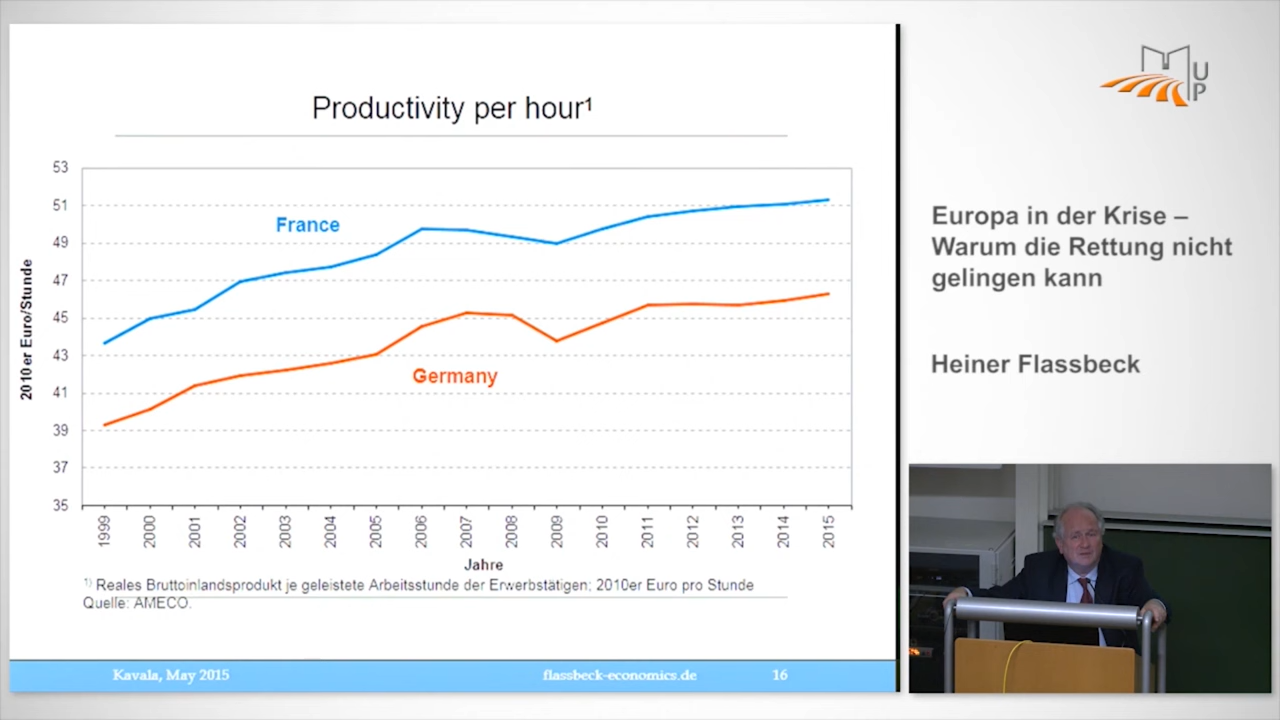 Productivity per hour¹
53
51
49
47
45
43
41
39
37
35
2010er Euro/Stunde
France
Germany
1999 2000 2001 2002 2003 2004 2005 2006 2007 2008 2009 2010 2011 2012 2013 2014 2015
Jahre
¹⁾ Reales Bruttoinlandsprodukt je geleistete Arbeitsstunde der Erwerbstätigen; 2010er Euro pro Stunde
Quelle: AMECO.
Kavala, May 2015 flassbeck-economics.de 16
MUP
Europa in der Krise –
Warum die Rettung nicht
gelingen kann
Heiner Flassbeck